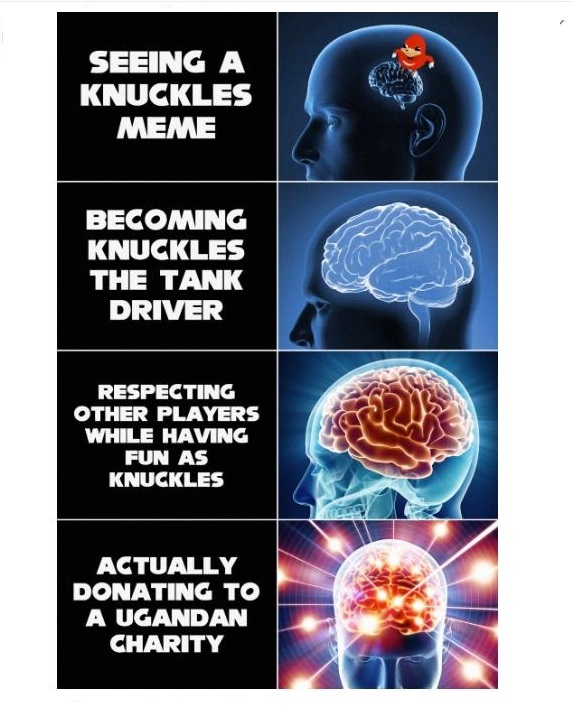 SEEING A
KNUCKLES
MEME
BECOMING
KNUCKLES
THE TANK
DRIVER
RESPECTING
OTHER PLAYERS
WHILE HAVING
FUN AS
KNUCKLES
ACTUALLY
DONATING TO
A UGANDAN
CHARITY